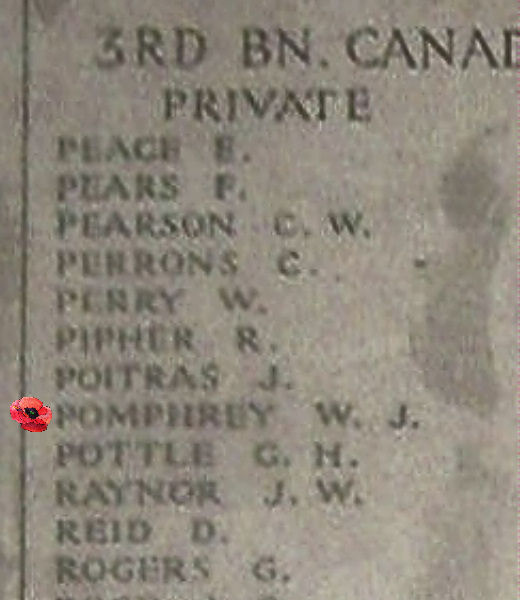 3RD BN. CANAD
PRIVATE
PEACE E.
PEARS F.
PEARSON C. W.
PERRONS C.
PERRY W.
PIPHER R.
POITRAS J.
POMPHREY W. J.
POTTLE G. H.
RAYNOR J. W.
REID D.
ROGERS G.